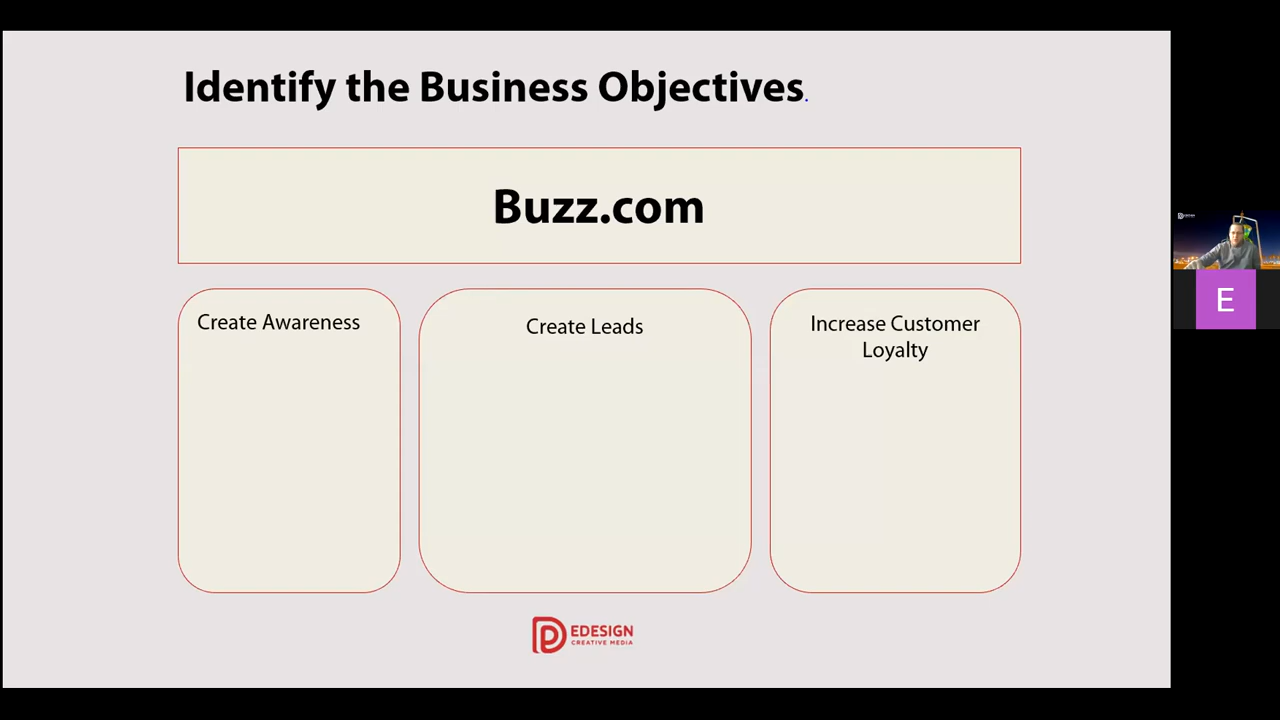 Identify the Business Objectives.
Buzz.com
Create Awareness
Create Leads
Increase Customer
Loyalty
EDESIGN
CREATIVE MEDIA
E